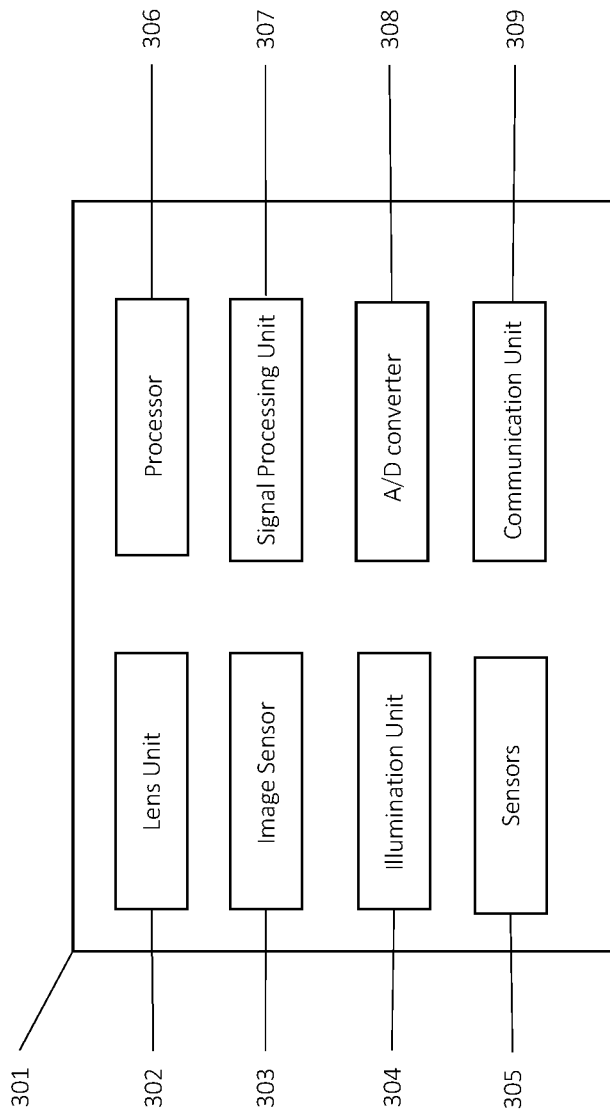 301
302
303
304
305
Lens Unit
Image Sensor
Illumination Unit
Sensors
Processor
Signal Processing Unit
A/D converter
Communication Unit
306
307
308
309